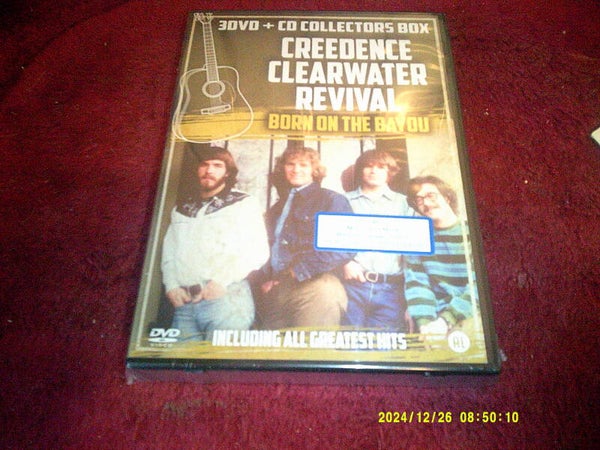 3DVD + CD COLLECTORS BOX
CREEDENCE
CLEARWATER
REVIVAL
BORN ON THE BAYOU
DVD
INCLUDING ALL GREATEST HITS
AL
2024/12/26 08:50:10